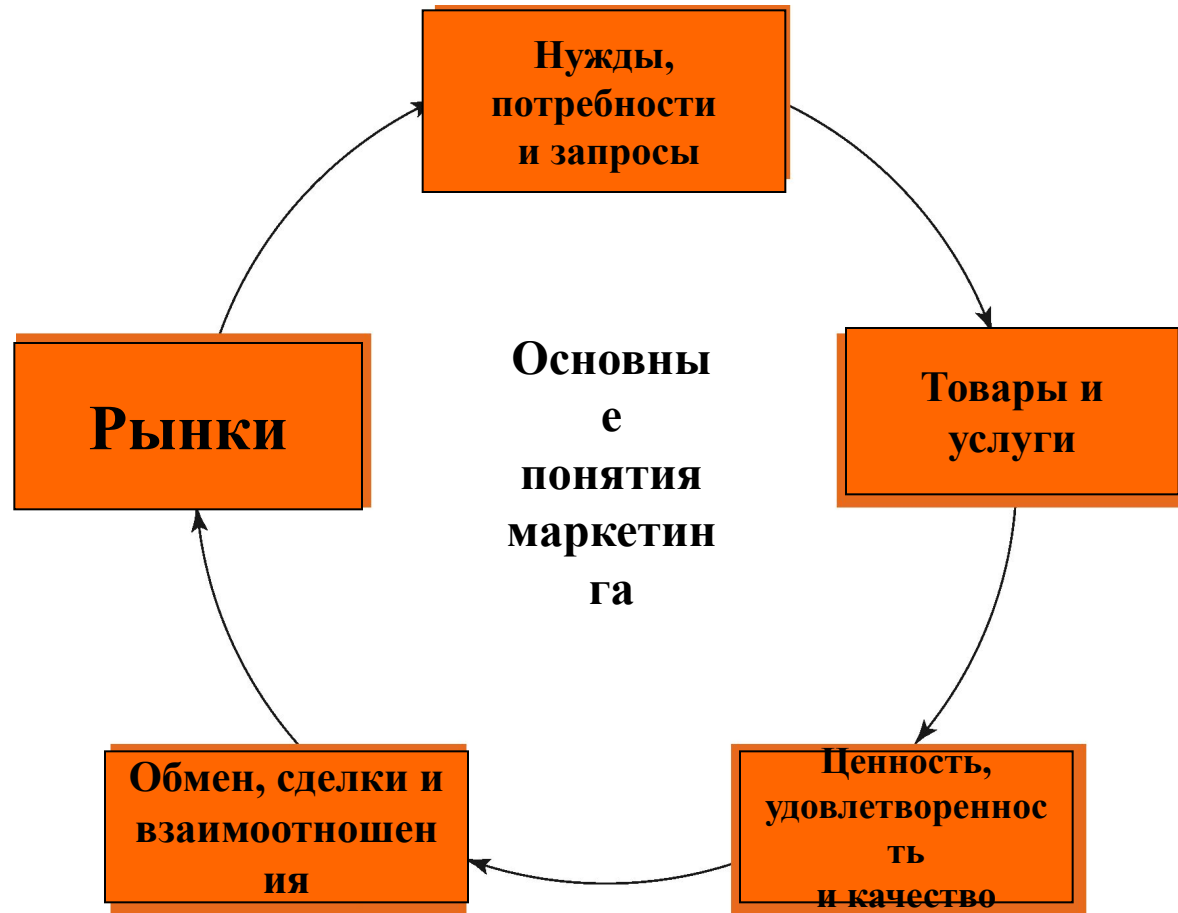 Нужды,
потребности
и запросы
Основны
е
понятия
маркетин
га
Рынки
Товары и
услуги
Обмен, сделки и
взаимоотношен
ия
Ценность,
удовлетвореннос
ть
и качество